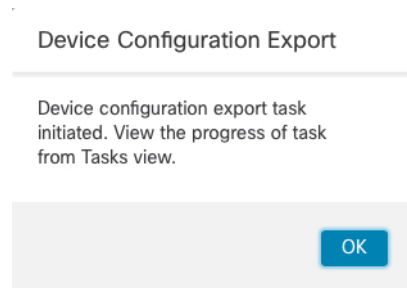 Device Configuration Export
Device configuration export task
initiated. View the progress of task
from Tasks view.
OK